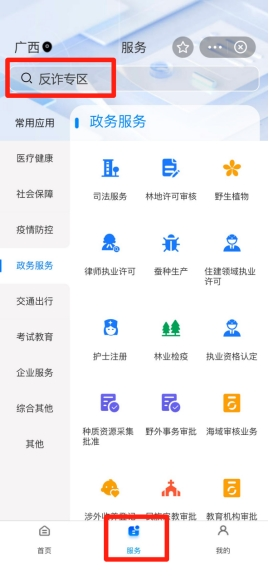 广西
服务
反诈专区
常用应用
政务服务
医疗健康
社会保障
疫情防控
政务服务
交通出行
考试教育
企业服务
综合其他
其他
司法服务
林地许可审核
野生植物
律师执业许可
蚕种生产
住建领域执业
许可
护士注册
林业检疫
执业资格认定
种质资源采集
批准
野外事务审批
海域审核业务
涉外收养登记
民族宗教审批
教育机构审批
首页
服务
我的